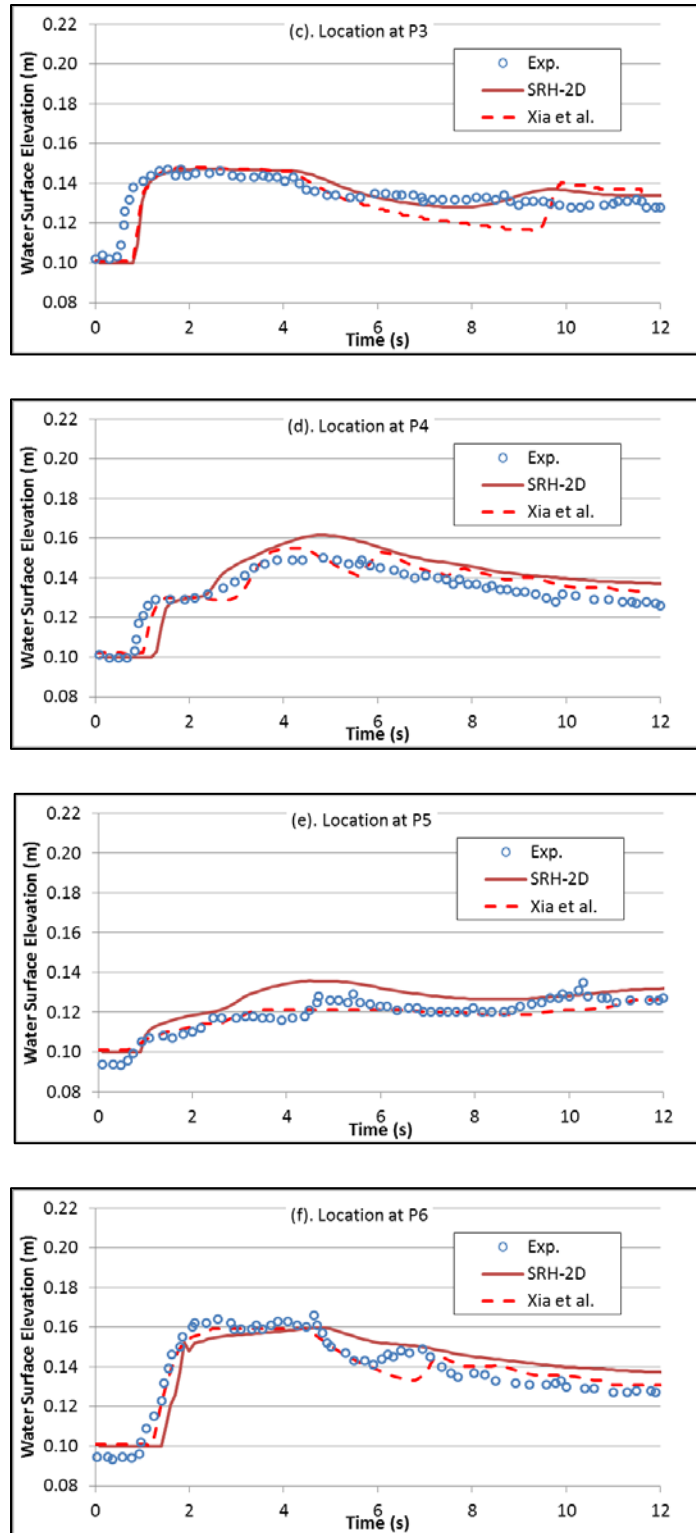 (c). Location at P3
Water Surface Elevation (m)
0.22
0.20
0.18
0.16
0.14
0.12
0.10
0.08
Exp.
SRH-2D
Xia et al.
0 2 4 6 8 10 12
Time (s)
(d). Location at P4
Water Surface Elevation (m)
0.22
0.20
0.18
0.16
0.14
0.12
0.10
0.08
Exp.
SRH-2D
Xia et al.
0 2 4 6 8 10 12
Time (s)
(e). Location at P5
Water Surface Elevation (m)
0.22
0.20
0.18
0.16
0.14
0.12
0.10
0.08
Exp.
SRH-2D
Xia et al.
0 2 4 6 8 10 12
Time (s)
(f). Location at P6
Water Surface Elevation (m)
0.22
0.20
0.18
0.16
0.14
0.12
0.10
0.08
Exp.
SRH-2D
Xia et al.
0 2 4 6 8 10 12
Time (s)